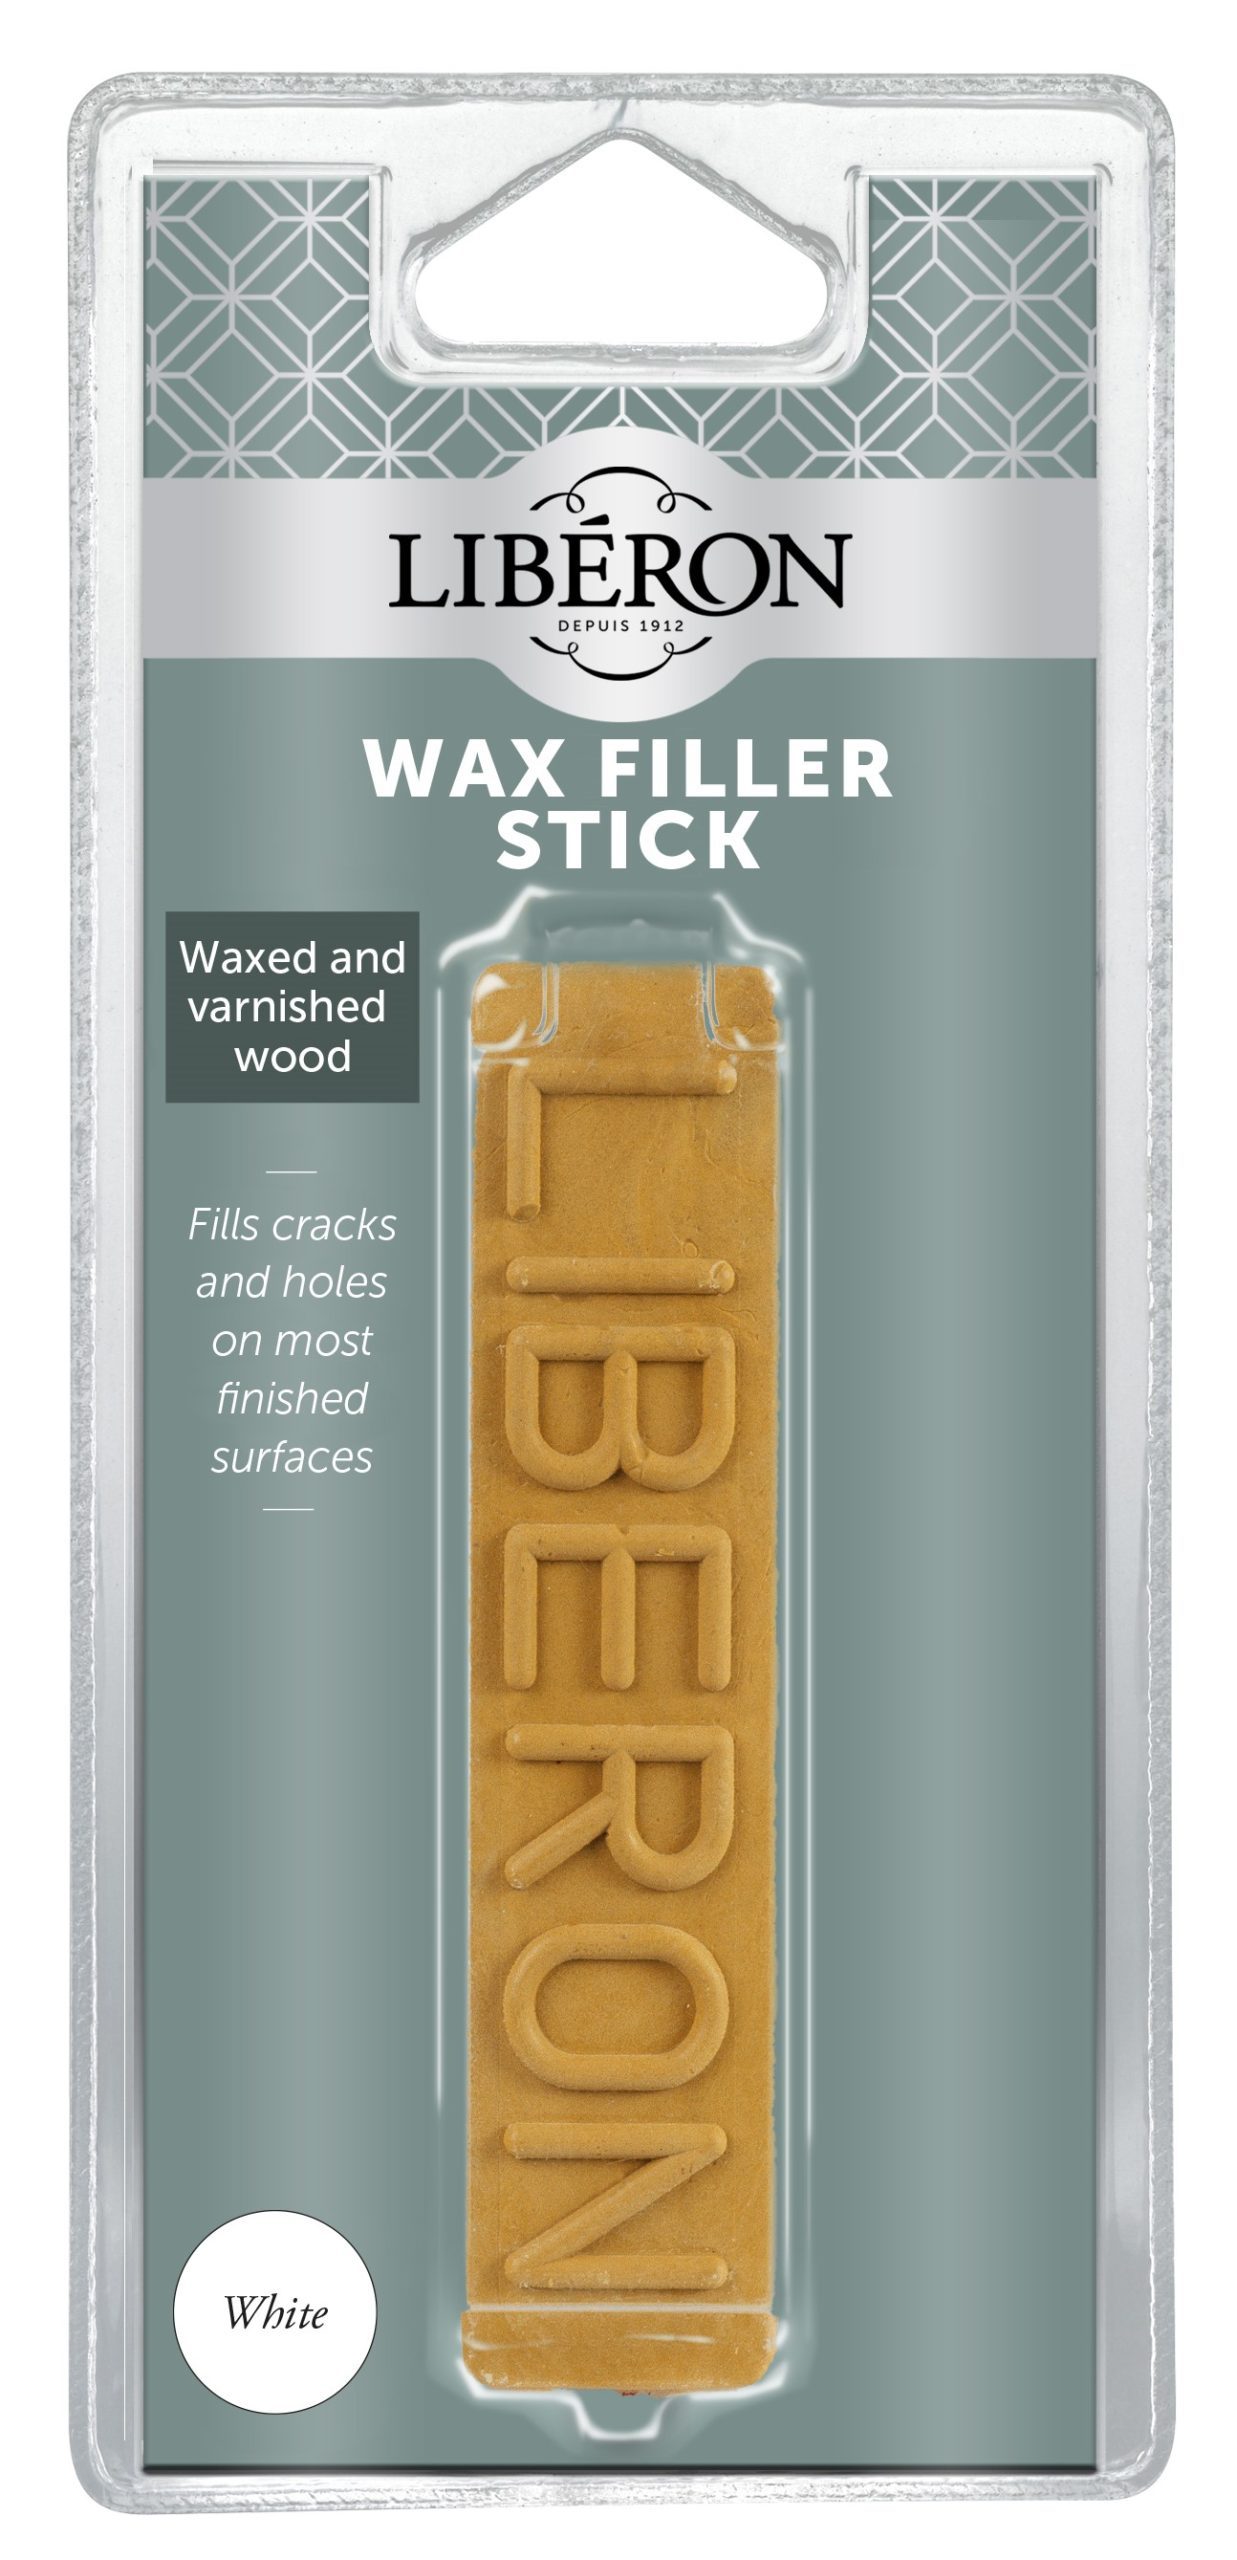 LIBÉRON
DEPUIS 1912
WAX FILLER
STICK
Waxed and
varnished
wood
Fills cracks
and holes
on most
finished
surfaces
LIBERON
White